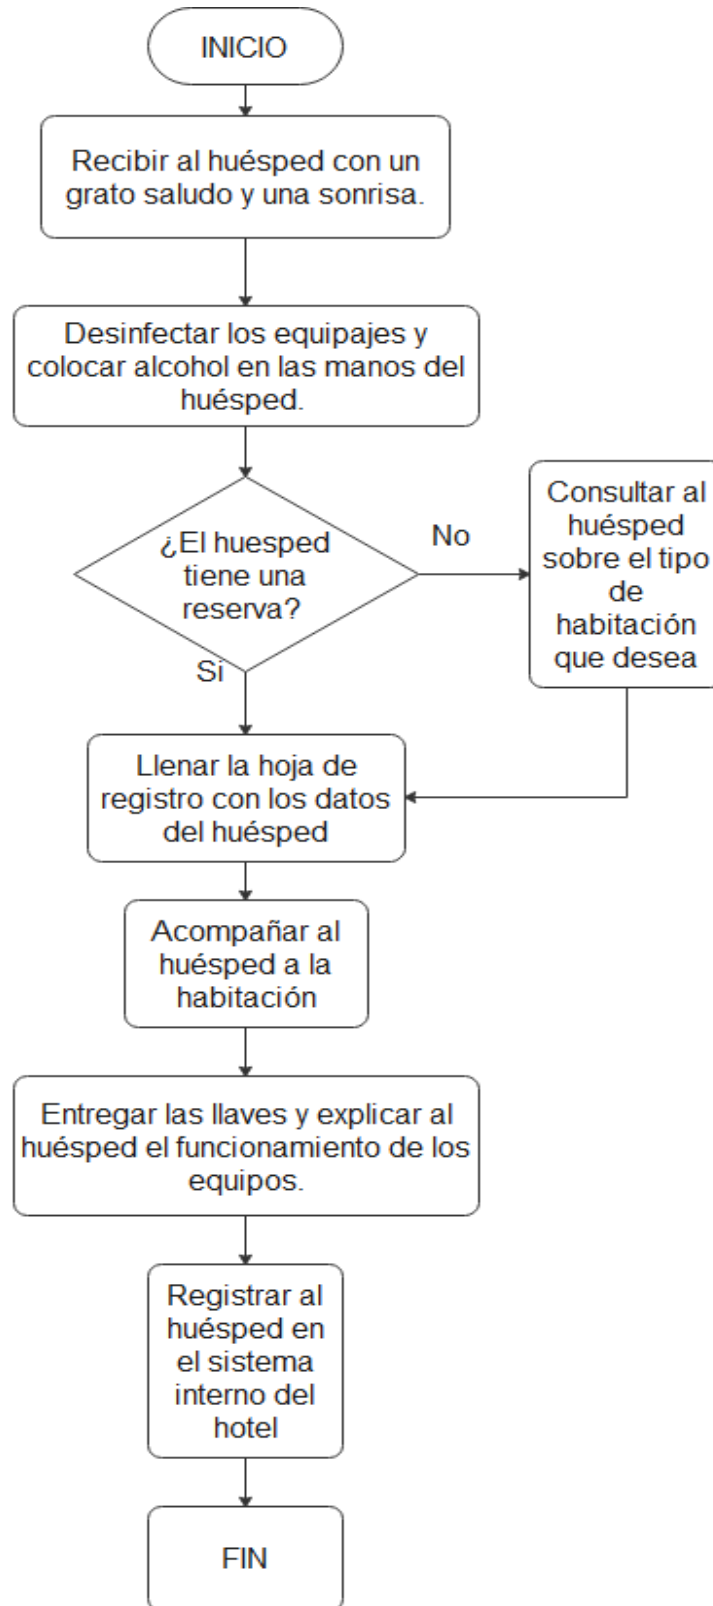 INICIO
Recibir al huésped con un
grato saludo y una sonrisa.
Desinfectar los equipajes y
colocar alcohol en las manos del
huésped.
¿El huesped
tiene una
reserva?
No
Consultar al
huésped
sobre el tipo
de
habitación
que desea
Si
Llenar la hoja de
registro con los datos
del huésped
Acompañar al
huésped a la
habitación
Entregar las llaves y explicar al
huésped el funcionamiento de los
equipos.
Registrar al
huésped en
el sistema
interno del
hotel
FIN